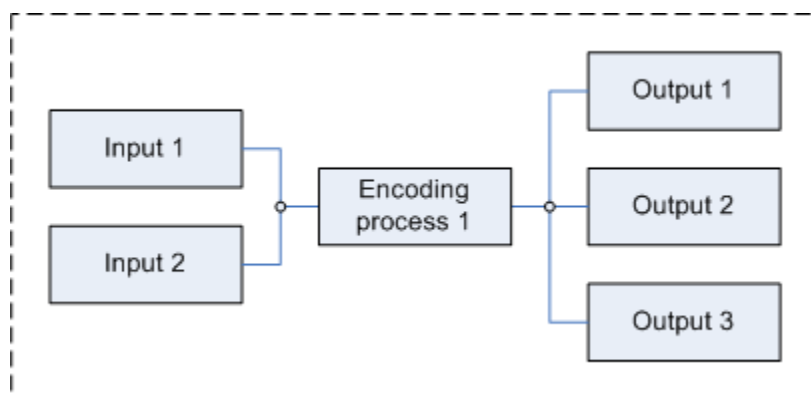 Input 1
Input 2
Encoding
process 1
Output 1
Output 2
Output 3